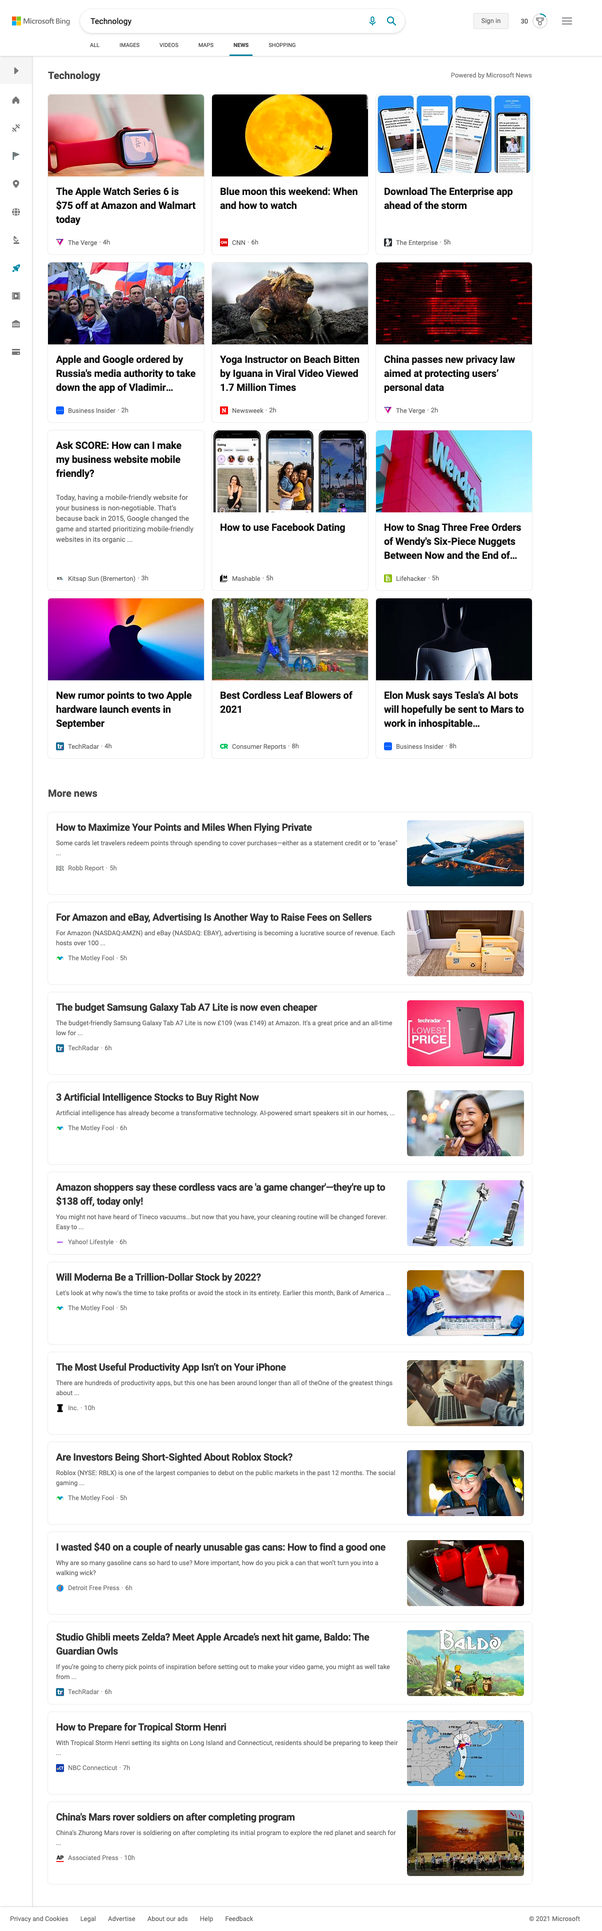 Microsoft Bing
Technology
Sign in
30
ALL IMAGES VIDEOS MAPS NEWS SHOPPING
Technology
Powered by Microsoft News
The Apple Watch Series 6 is
$75 off at Amazon and Walmart
today
The Verge · 4h
Blue moon this weekend: When
and how to watch
CNN · 6h
Download The Enterprise app
ahead of the storm
The Enterprise · 5h
Apple and Google ordered by
Russia's media authority to take
down the app of Vladimir…
Business Insider · 2h
Yoga Instructor on Beach Bitten
by Iguana in Viral Video Viewed
1.7 Million Times
Newsweek · 2h
China passes new privacy law
aimed at protecting users'
personal data
The Verge · 2h
Ask SCORE: How can I make
my business website mobile
friendly?
Today, having a mobile-friendly website for
your business is non-negotiable. That's
because back in 2015, Google changed the
game and started prioritizing mobile-friendly
websites in its organic ...
Kitsap Sun (Bremerton) · 3h
How to use Facebook Dating
Mashable · 5h
Wendy's
How to Snag Three Free Orders
of Wendy's Six-Piece Nuggets
Between Now and the End of…
Lifehacker · 5h
New rumor points to two Apple
hardware launch events in
September
TechRadar · 4h
Best Cordless Leaf Blowers of
2021
Consumer Reports · 8h
Elon Musk says Tesla's AI bots
will hopefully be sent to Mars to
work in inhospitable…
Business Insider · 8h
More news
How to Maximize Your Points and Miles When Flying Private
Some cards let travelers redeem points through spending to cover purchases—either as a statement credit or to "erase"
...
Robb Report · 5h
For Amazon and eBay, Advertising Is Another Way to Raise Fees on Sellers
For Amazon (NASDAQ:AMZN) and eBay (NASDAQ: EBAY), advertising is becoming a lucrative source of revenue. Each
hosts over 100 ...
The Motley Fool · 5h
The budget Samsung Galaxy Tab A7 Lite is now even cheaper
The budget-friendly Samsung Galaxy Tab A7 Lite is now £109 (was £149) at Amazon. It's a great price and an all-time
low for ...
TechRadar · 6h
techradar
LOWEST
PRICE
3 Artificial Intelligence Stocks to Buy Right Now
Artificial intelligence has already become a transformative technology. AI-powered smart speakers sit in our homes, ...
The Motley Fool · 6h
Amazon shoppers say these cordless vacs are 'a game changer'—they're up to
$138 off, today only!
You might not have heard of Tineco vacuums...but now that you have, your cleaning routine will be changed forever.
Easy to ...
Yahoo! Lifestyle · 6h
Will Moderna Be a Trillion-Dollar Stock by 2022?
Let's look at why now's the time to take profits or avoid the stock in its entirety. Earlier this month, Bank of America ...
The Motley Fool · 5h
The Most Useful Productivity App Isn't on Your iPhone
There are hundreds of productivity apps, but this one has been around longer than all of theOne of the greatest things
about ...
Inc. · 10h
Are Investors Being Short-Sighted About Roblox Stock?
Roblox (NYSE: RBLX) is one of the largest companies to debut on the public markets in the past 12 months. The social
gaming ...
The Motley Fool · 5h
I wasted $40 on a couple of nearly unusable gas cans: How to find a good one
Why are so many gasoline cans so hard to use? More important, how do you pick a can that won't turn you into a
walking wick?
Detroit Free Press · 6h
Studio Ghibli meets Zelda? Meet Apple Arcade's next hit game, Baldo: The
Guardian Owls
If you're going to cherry pick points of inspiration before setting out to make your video game, you might as well take
from ...
TechRadar · 6h
BALDO
How to Prepare for Tropical Storm Henri
With Tropical Storm Henri setting its sights on Long Island and Connecticut, residents should be preparing to keep their
...
NBC Connecticut · 7h
China's Mars rover soldiers on after completing program
China's Zhurong Mars rover is soldiering on after completing its initial program to explore the red planet and search for
...
AP Associated Press · 10h
Privacy and Cookies Legal Advertise About our ads Help Feedback
© 2021 Microsoft